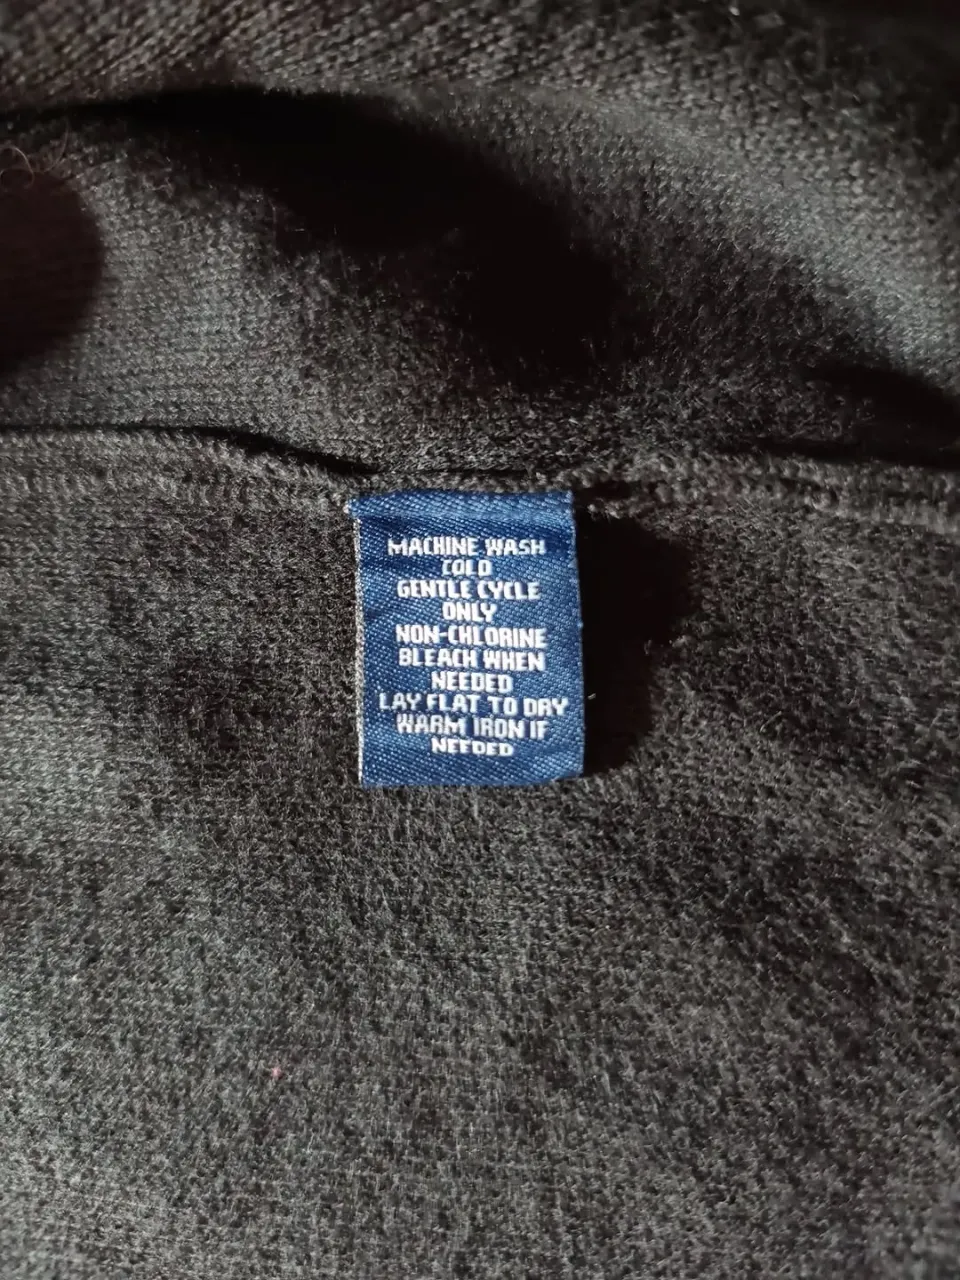 MACHINE WASH
COLD
GENTLE CYCLE
ONLY
NON-CHLORINE
BLEACH WHEN
NEEDED
LAY FLAT TO DRY
WARM IRON IF
NEEDED